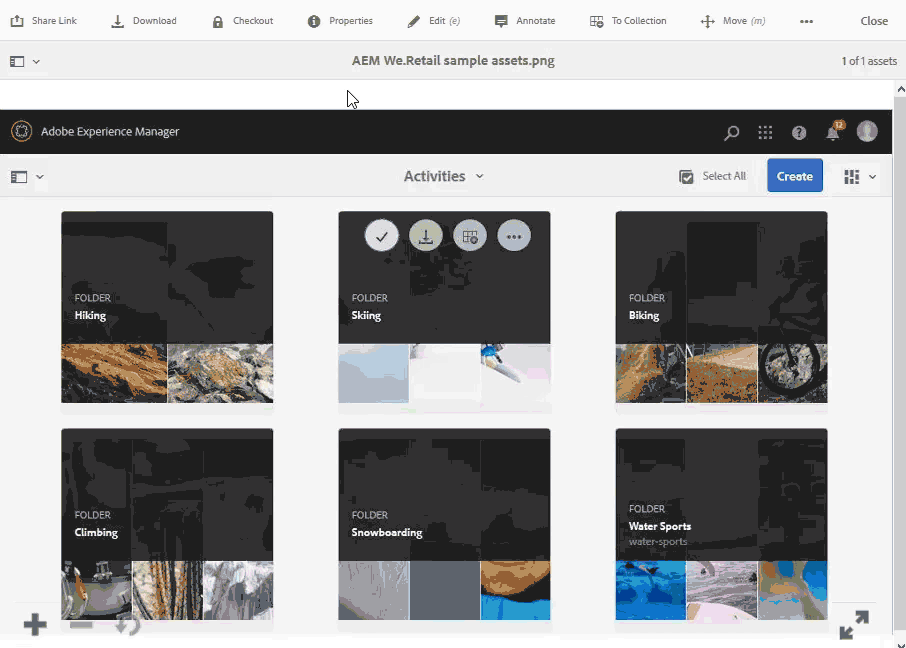 Share Link Download Checkout Properties Edit (e) Annotate To Collection Move (m) Close
AEM We.Retail sample assets.png 1 of 1 assets
Adobe Experience Manager 12
Activities Select All Create
FOLDER FOLDER FOLDER
Hiking Skiing Biking
FOLDER FOLDER FOLDER
Climbing Snowboarding Water Sports
water-sports